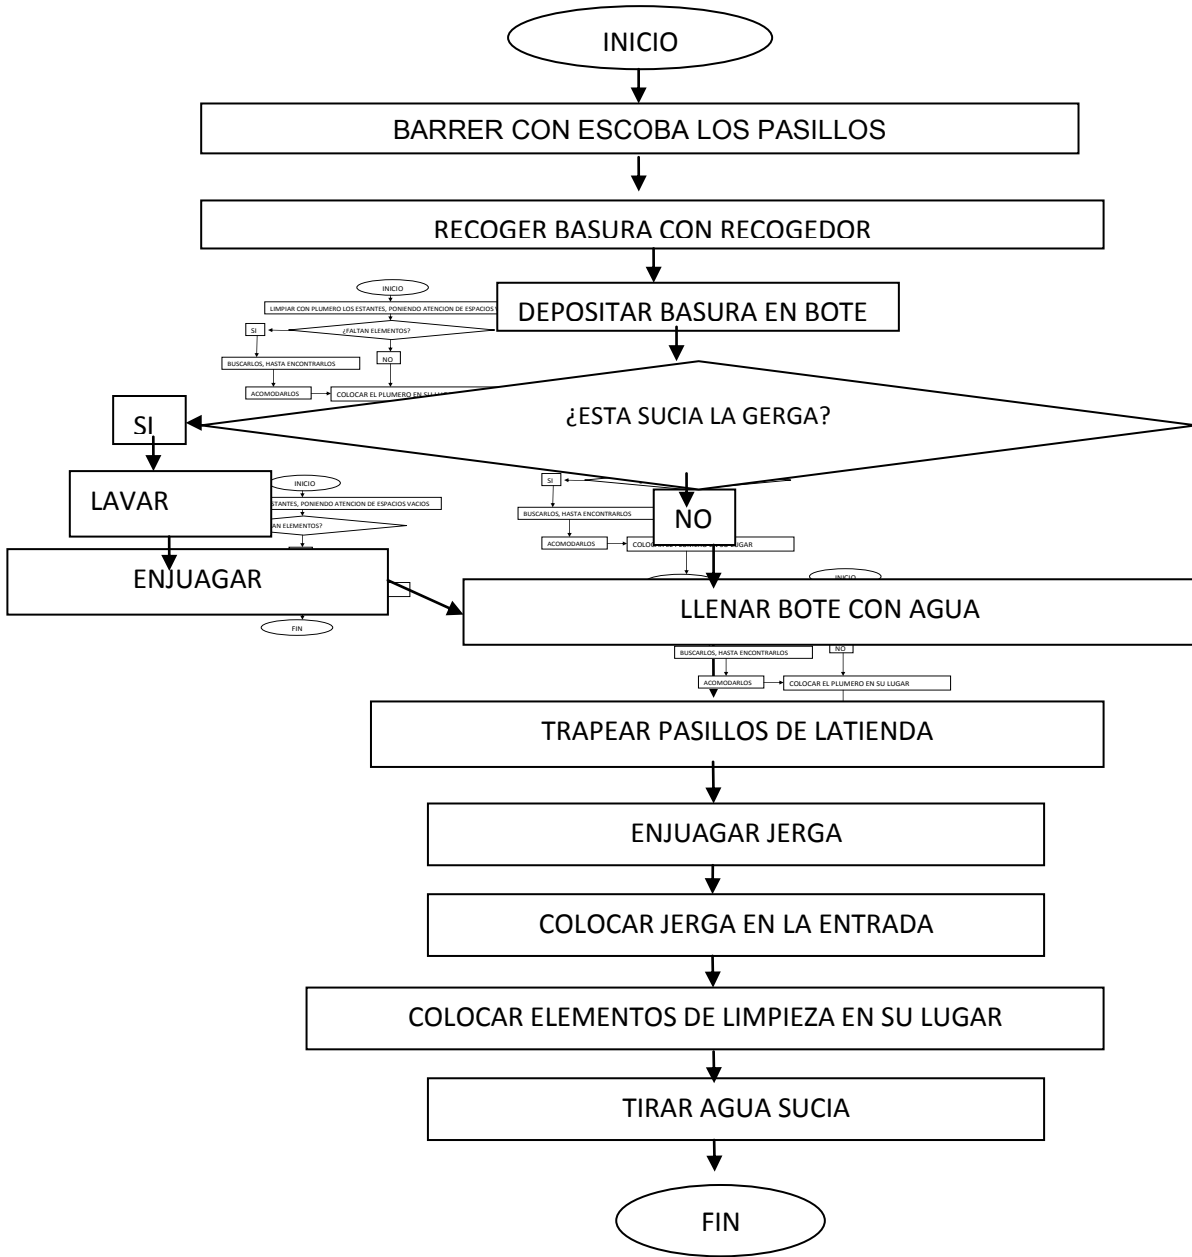 INICIO
BARRER CON ESCOBA LOS PASILLOS
RECOGER BASURA CON RECOGEDOR
INICIO
LIMPIAR CON PLUMERO LOS ESTANTES, PONIENDO ATENCION DE ESPACIOS
DEPOSITAR BASURA EN BOTE
SI
¿FALTAN ELEMENTOS?
NO
BUSCARLOS, HASTA ENCONTRARLOS
ACOMODARLOS
COLOCAR EL PLUMERO EN SU
SI
¿ESTA SUCIA LA GERGA?
LAVAR
INICIO
ESTANTES, PONIENDO ATENCION DE ESPACIOS VACIOS
ELEMENTOS?
SI
BUSCARLOS, HASTA ENCONTRARLOS
NO
ACOMODARLOS
LUGAR
ENJUAGAR
LLENAR BOTE CON AGUA
FIN
BUSCARLOS, HASTA ENCONTRARLOS
NO
ACOMODARLOS
COLOCAR EL PLUMERO EN SU LUGAR
TRAPEAR PASILLOS DE LATIENDA
ENJUAGAR JERGA
COLOCAR JERGA EN LA ENTRADA
COLOCAR ELEMENTOS DE LIMPIEZA EN SU LUGAR
TIRAR AGUA SUCIA
FIN